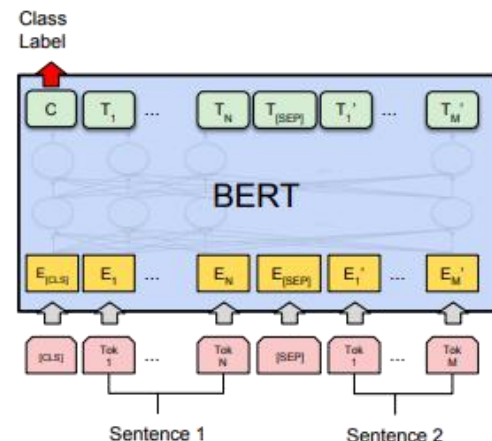 Class
Label
C T1 ... TN T[SEP] T1' ... TM'
BERT
E[CLS] E1 ... EN E[SEP] E1' ... EM'
[CLS] Tok 1 ... Tok N [SEP] Tok 1 ... Tok M
Sentence 1 Sentence 2